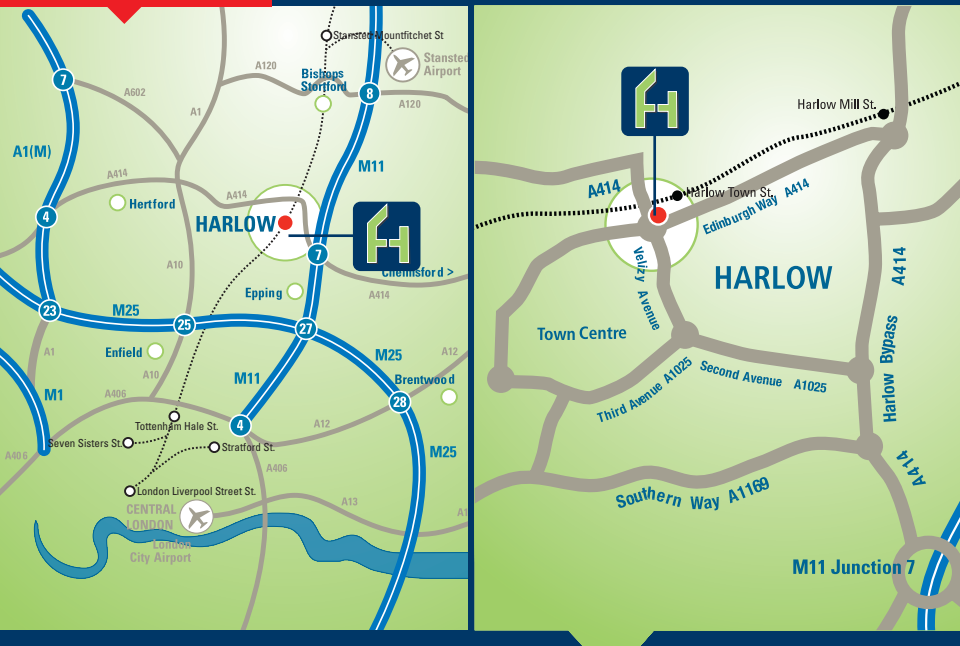 Stansted Mountfitchet St
Stansted
Airport
A120
Bishops
Stortford
7
A602
8
A120
A1
A1(M)
M11
A414
A414
4
Hertford
HARLOW
7
A10
Chelmsford >
Epping
A414
23
M25
25
27
A1
Enfield
M25
A12
A10
M11
Brentwood
M1
A406
28
Tottenham Hale St.
4
A12
Seven Sisters St.
Stratford St.
M25
A406
A406
London Liverpool Street St.
A13
CENTRAL
LONDON
A1
London
City Airport
Harlow Mill St.
A414
Harlow Town St.
Edinburgh Way A414
Velizy Avenue
HARLOW
A414
Town Centre
Harlow Bypass
Third Avenue A1025
Second Avenue A1025
A414
Southern Way A1169
M11 Junction 7